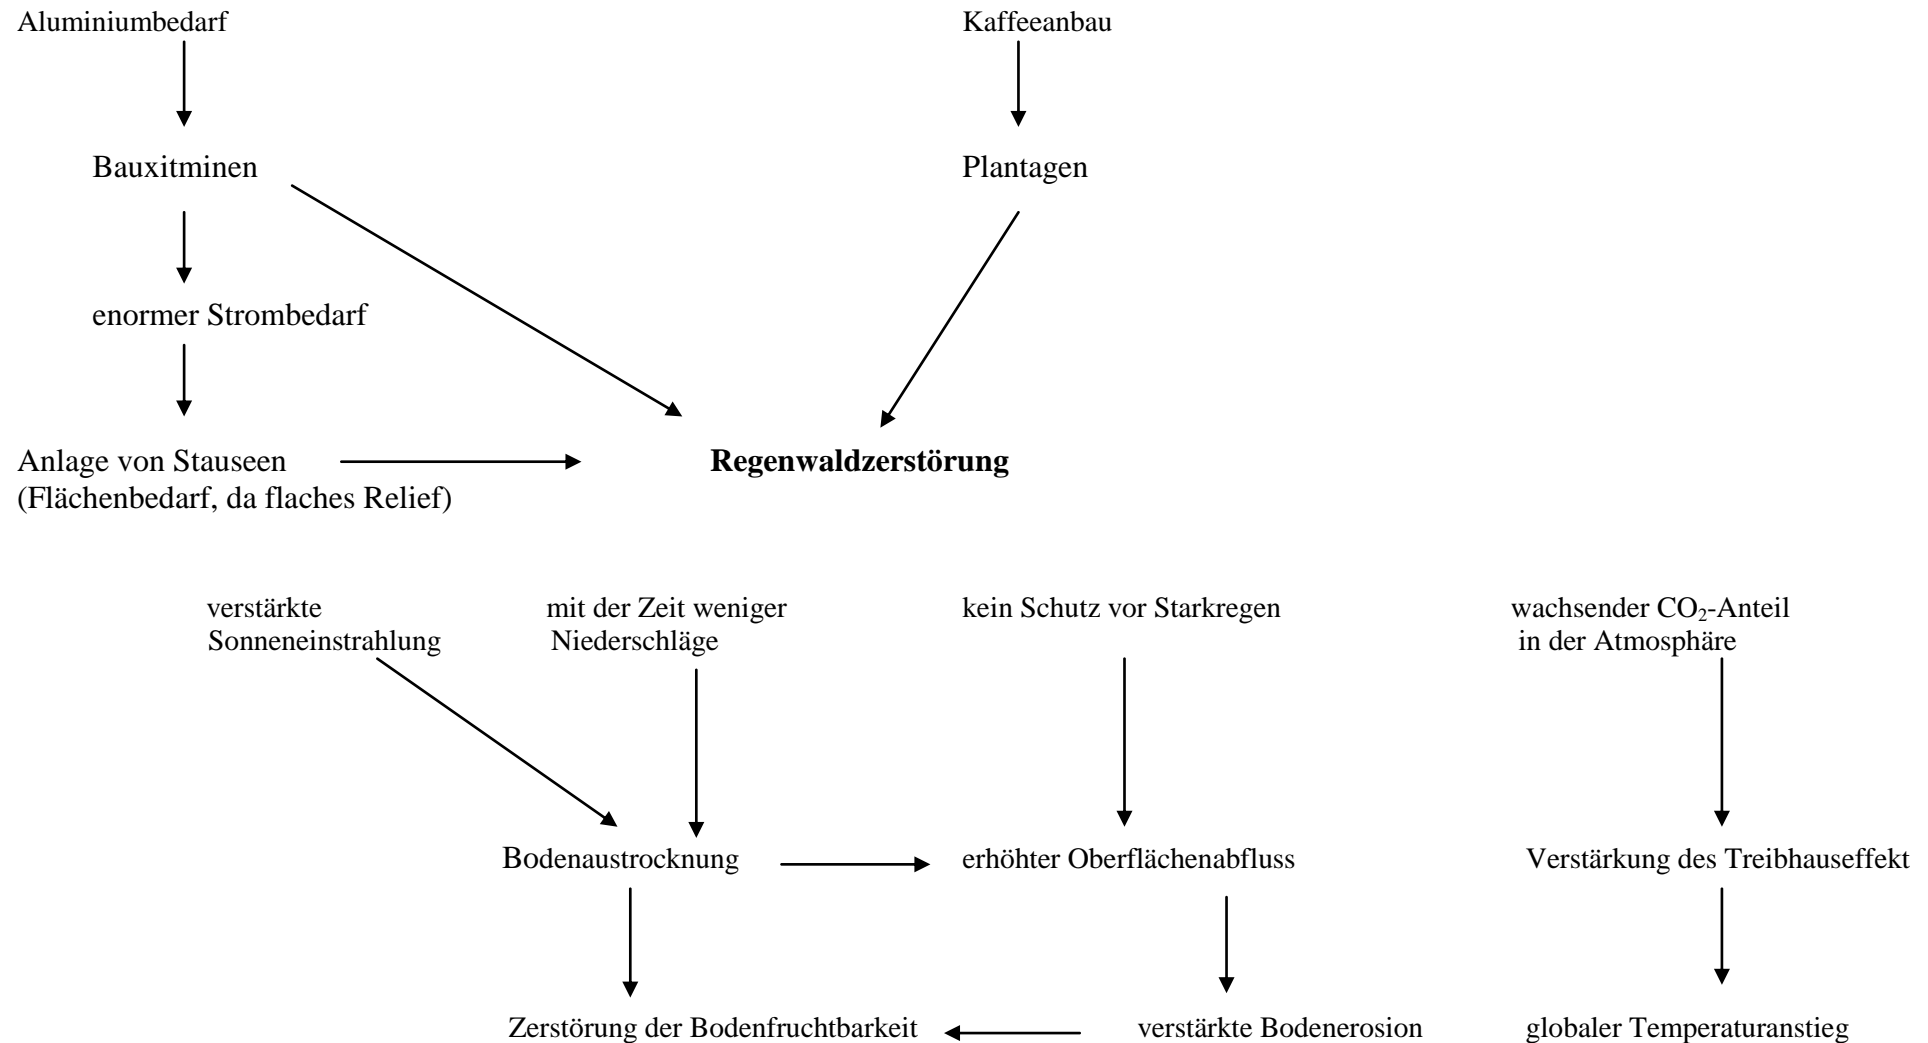 Aluminiumbedarf
Kaffeeanbau
Bauxitminen
Plantagen
enormer Strombedarf
Anlage von Stauseen
(Flächenbedarf, da flaches Relief)
Regenwaldzerstörung
verstärkte
Sonneneinstrahlung
mit der Zeit weniger
Niederschläge
kein Schutz vor Starkregen
wachsender CO₂-Anteil
in der Atmosphäre
Bodenaustrocknung
erhöhter Oberflächenabfluss
Verstärkung des Treibhauseffekt
Zerstörung der Bodenfruchtbarkeit
verstärkte Bodenerosion
globaler Temperaturanstieg